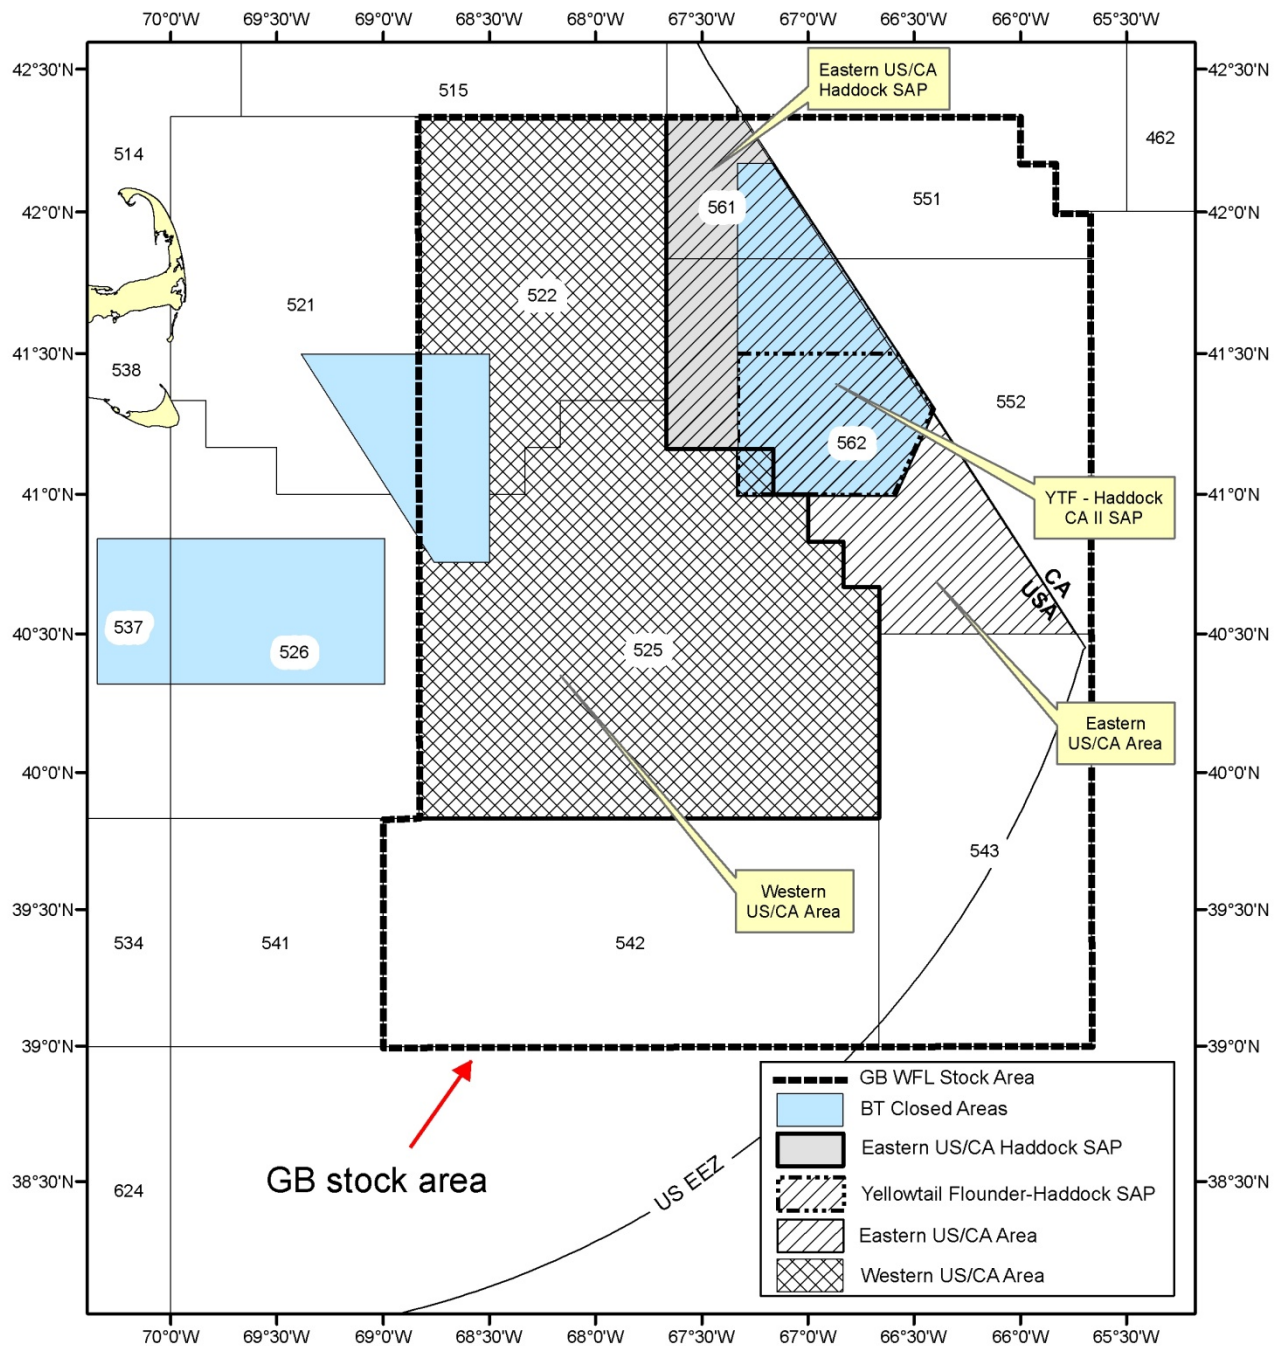 70°0'W 69°30'W 69°0'W 68°30'W 68°0'W 67°30'W 67°0'W 66°30'W 66°0'W 65°30'W
42°30'N 42°30'N
Eastern US/CA
Haddock SAP
515
462
514
551
561
42°0'N 42°0'N
522
521
41°30'N 41°30'N
538
552
562
41°0'N 41°0'N
YTF - Haddock
CA II SAP
CA
USA
40°30'N 40°30'N
537
526
525
Eastern
US/CA Area
40°0'N 40°0'N
543
Western
US/CA Area
39°30'N 39°30'N
534
541
542
39°0'N 39°0'N
GB stock area
US EEZ
38°30'N 38°30'N
624
GB WFL Stock Area
BT Closed Areas
Eastern US/CA Haddock SAP
Yellowtail Flounder-Haddock SAP
Eastern US/CA Area
Western US/CA Area
70°0'W 69°30'W 69°0'W 68°30'W 68°0'W 67°30'W 67°0'W 66°30'W 66°0'W 65°30'W